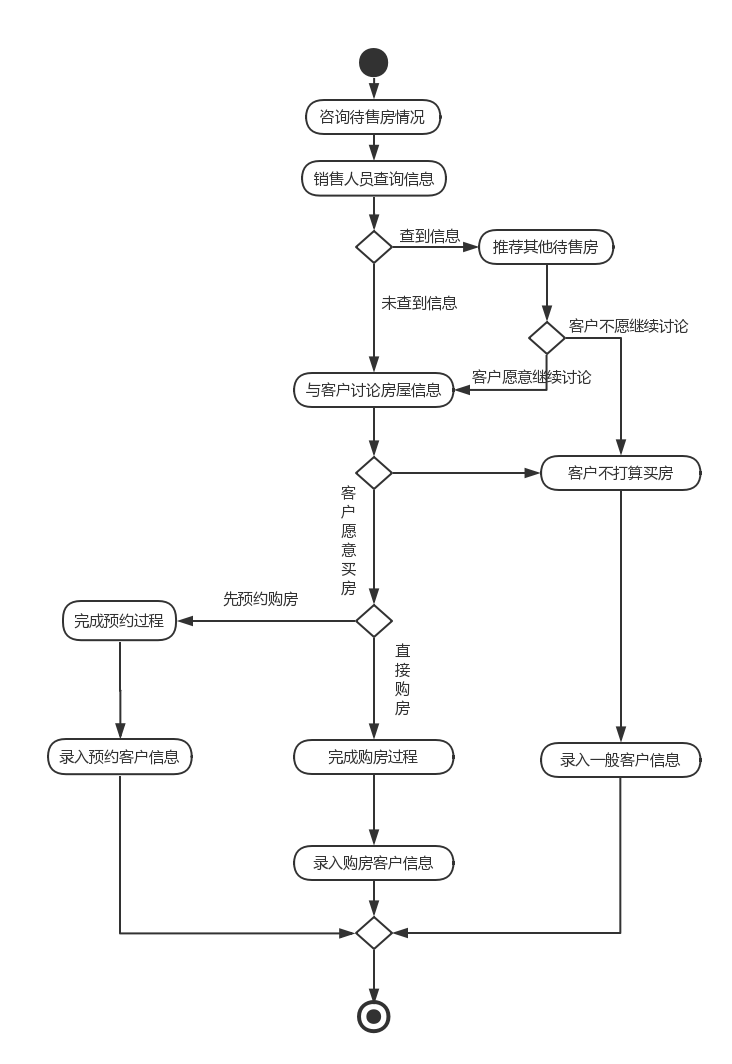 咨询待售房情况
销售人员查询信息
查到信息
推荐其他待售房
未查到信息
客户不愿继续讨论
客户愿意继续讨论
与客户讨论房屋信息
客户不打算买房
客户愿意买房
先预约购房
完成预约过程
直接购房
录入预约客户信息
完成购房过程
录入一般客户信息
录入购房客户信息